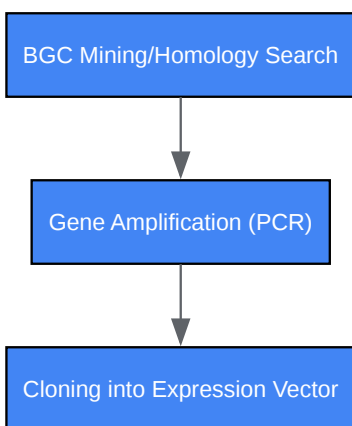 BGC Mining/Homology Search
Gene Amplification (PCR)
Cloning into Expression Vector